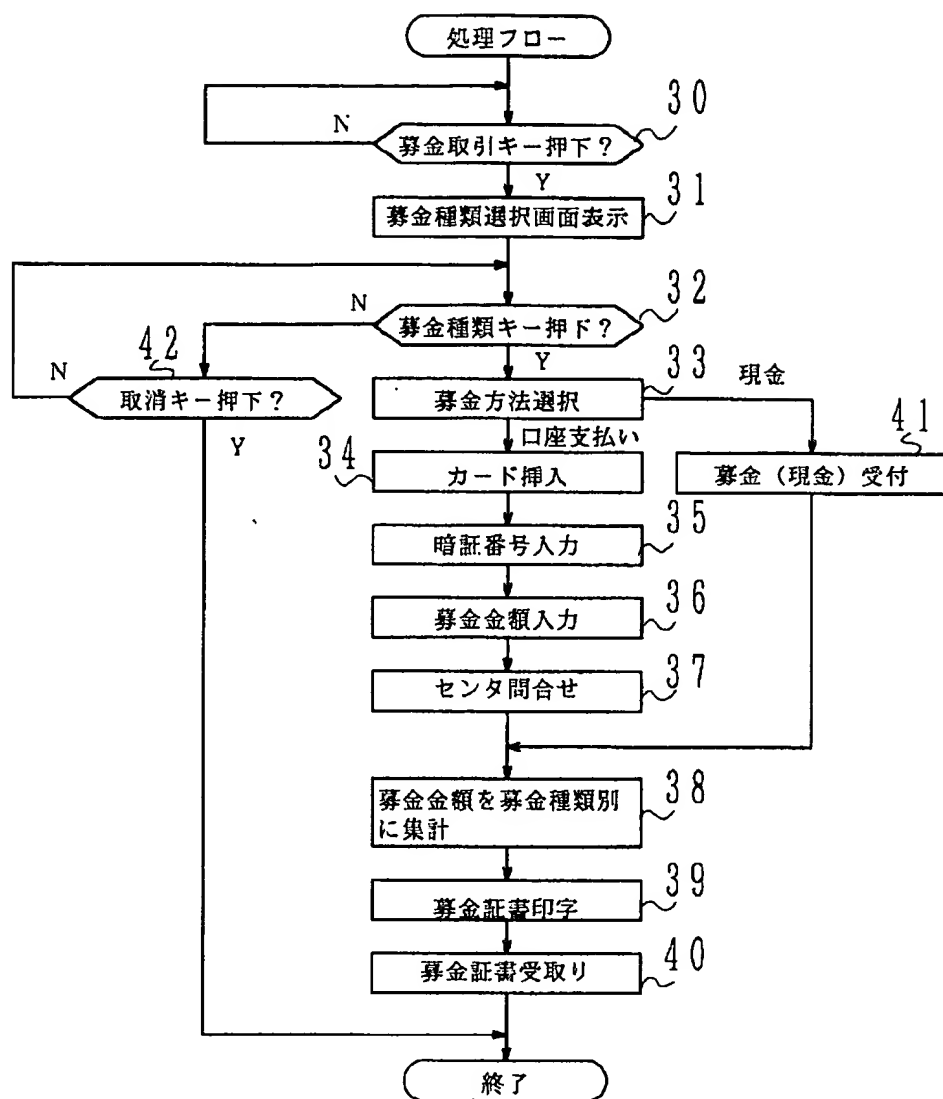 処理フロー
30
N
募金取引キー押下?
Y
31
募金種類選択画面表示
32
N
募金種類キー押下?
42
Y
33
現金
N
取消キー押下?
募金方法選択
41
Y
口座支払い
34
カード挿入
募金(現金)受付
35
暗証番号入力
36
募金金額入力
37
センタ問合せ
38
募金金額を募金種類別
に集計
39
募金証書印字
40
募金証書受取り
終了